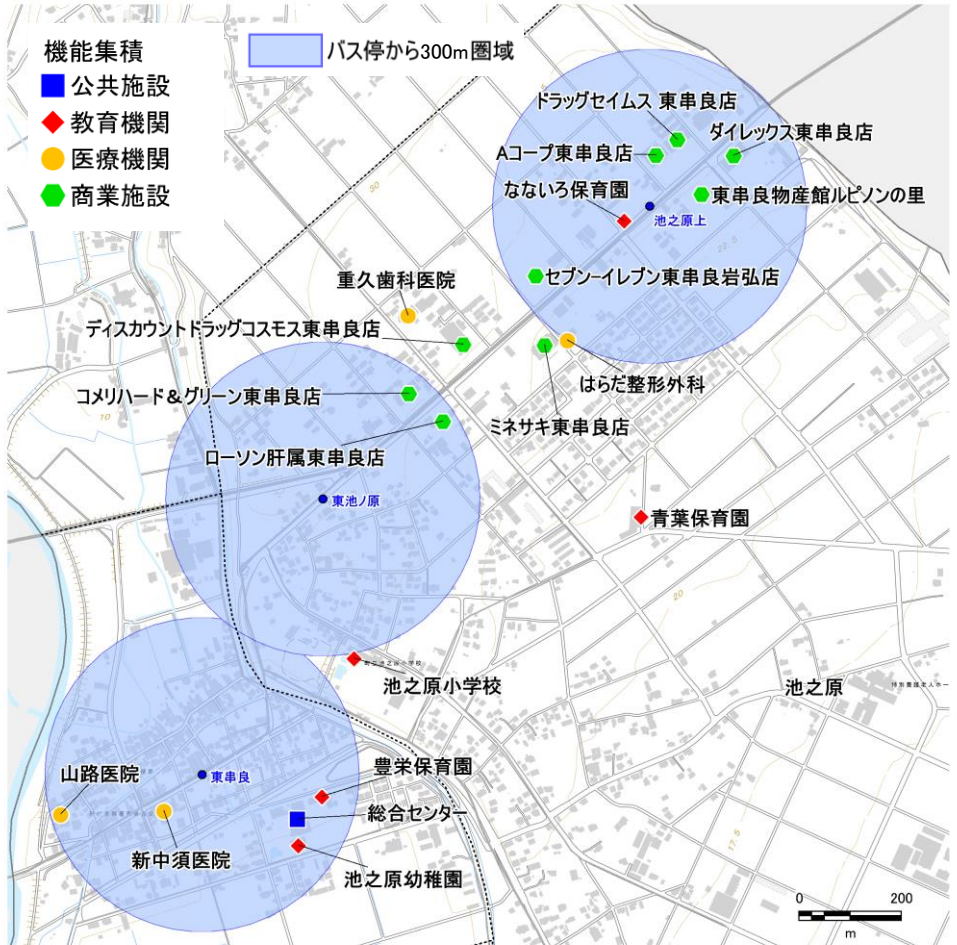 機能集積
公共施設
教育機関
医療機関
商業施設
バス停から300m圏域
ドラッグセイムス 東串良店
ダイレックス東串良店
Aコープ東串良店
なないろ保育園
東串良物産館ルピノンの里
池之原上
セブンーイレブン東串良岩弘店
重久歯科医院
ディスカウントドラッグコスモス東串良店
はらだ整形外科
コメリハード&グリーン東串良店
ミネサキ東串良店
ローソン肝属東串良店
東池ノ原
青葉保育園
池之原小学校
池之原
東串良
豊栄保育園
山路医院
総合センター
新中須医院
池之原幼稚園
30
22.5
10
20
17.5
0 200
m